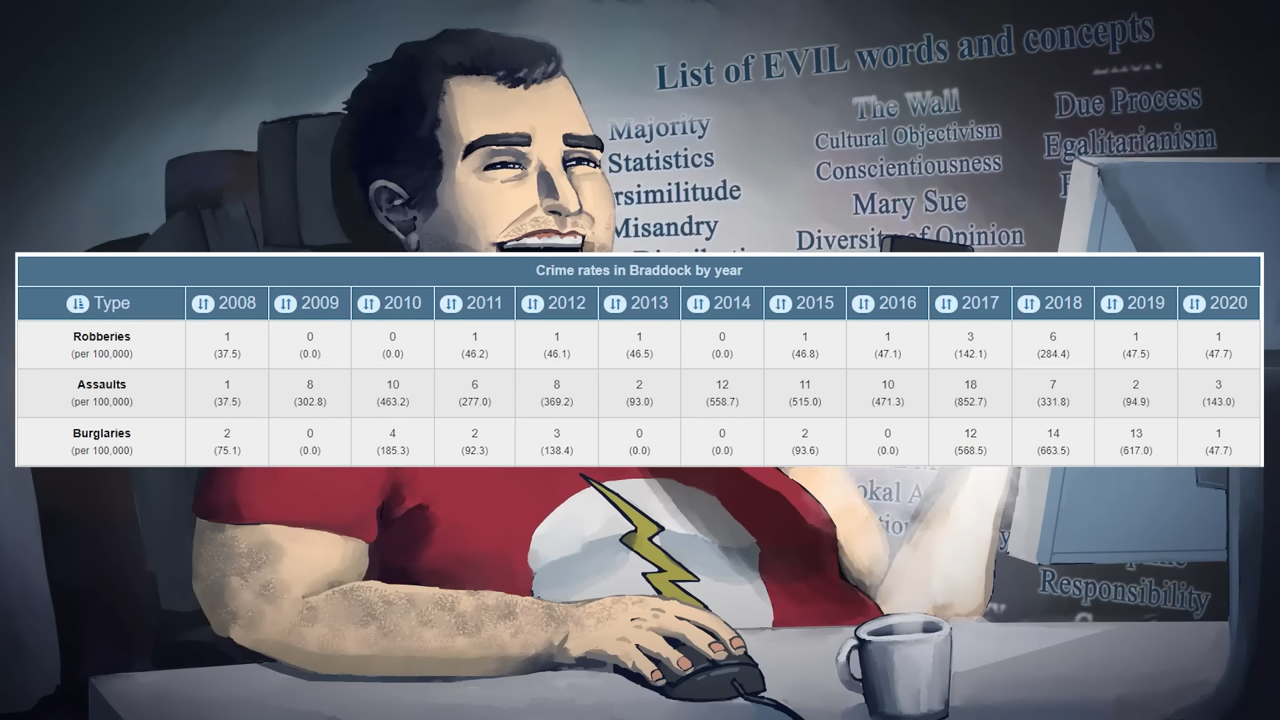 List of EVIL words and concepts
Majority
Statistics
Misandry
The Wall
Cultural Objectivism
Conscientiousness
Mary Sue
Diversity of Opinion
Due Process
Egalitarianism
Crime rates in Braddock by year
Type 2008 2009 2010 2011 2012 2013 2014 2015 2016 2017 2018 2019 2020
Robberies 1 0 0 1 1 1 0 1 1 3 6 1 1
(per 100,000) (37.5) (0.0) (0.0) (46.2) (46.1) (46.5) (0.0) (46.8) (47.1) (142.1) (284.4) (47.5) (47.7)
Assaults 1 8 10 6 8 2 12 11 10 18 7 2 3
(per 100,000) (37.5) (302.8) (463.2) (277.0) (369.2) (93.0) (558.7) (515.0) (471.3) (852.7) (331.8) (94.9) (143.0)
Burglaries 2 0 4 2 3 0 0 2 0 12 14 13 1
(per 100,000) (75.1) (0.0) (185.3) (92.3) (138.4) (0.0) (0.0) (93.6) (0.0) (568.5) (663.5) (617.0) (47.7)
Responsibility